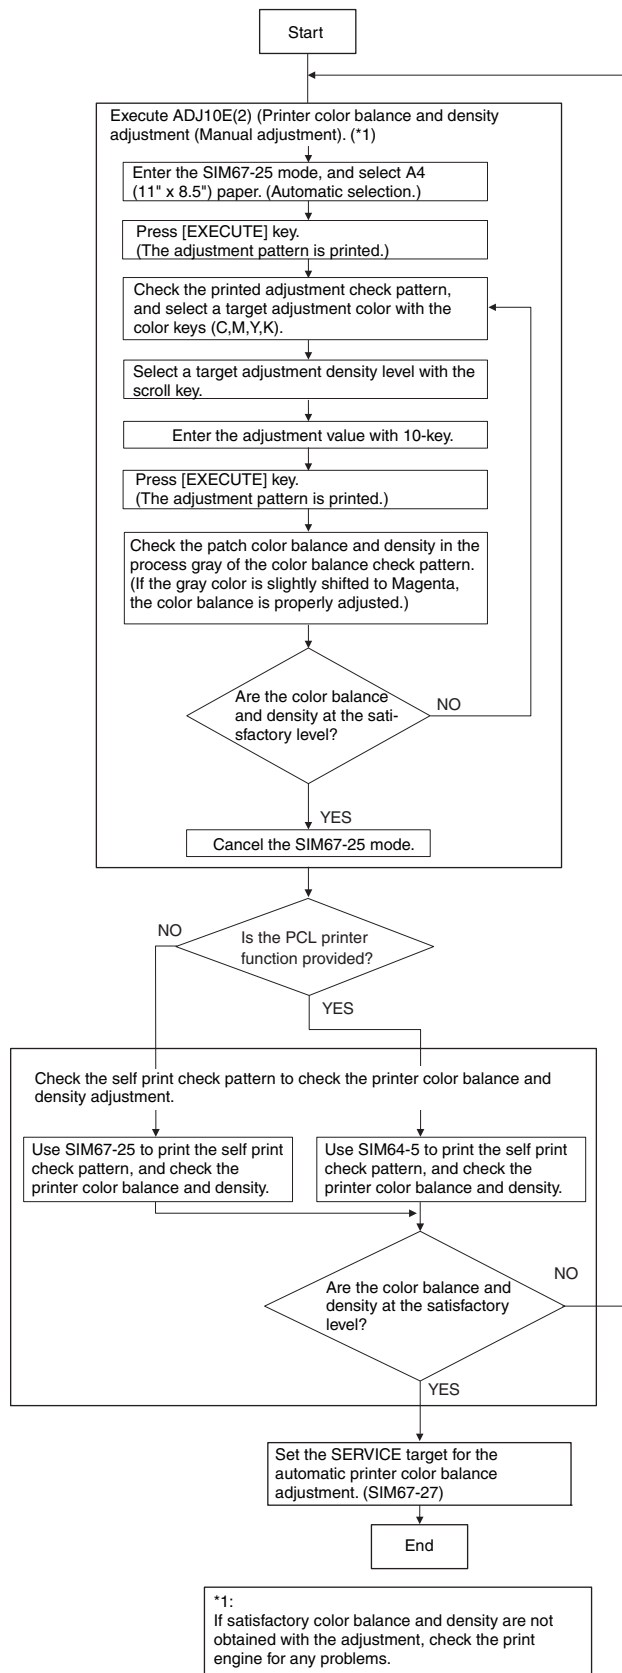 Start
Execute ADJ10E(2) (Printer color balance and density
adjustment (Manual adjustment). (*1)
Enter the SIM67-25 mode, and select A4
(11" x 8.5") paper. (Automatic selection.)
Press [EXECUTE] key.
(The adjustment pattern is printed.)
Check the printed adjustment check pattern,
and select a target adjustment color with the
color keys (C,M,Y,K).
Select a target adjustment density level with the
scroll key.
Enter the adjustment value with 10-key.
Press [EXECUTE] key.
(The adjustment pattern is printed.)
Check the patch color balance and density in the
process gray of the color balance check pattern.
(If the gray color is slightly shifted to Magenta,
the color balance is properly adjusted.)
Are the color balance
and density at the sati-
sfactory level?
NO
YES
Cancel the SIM67-25 mode.
Is the PCL printer
function provided?
NO
YES
Check the self print check pattern to check the printer color balance and
density adjustment.
Use SIM67-25 to print the self print
check pattern, and check the
printer color balance and density.
Use SIM64-5 to print the self print
check pattern, and check the
printer color balance and density.
Are the color balance and
density at the satisfactory
level?
NO
YES
Set the SERVICE target for the
automatic printer color balance
adjustment. (SIM67-27)
End
*1:
If satisfactory color balance and density are not
obtained with the adjustment, check the print
engine for any problems.